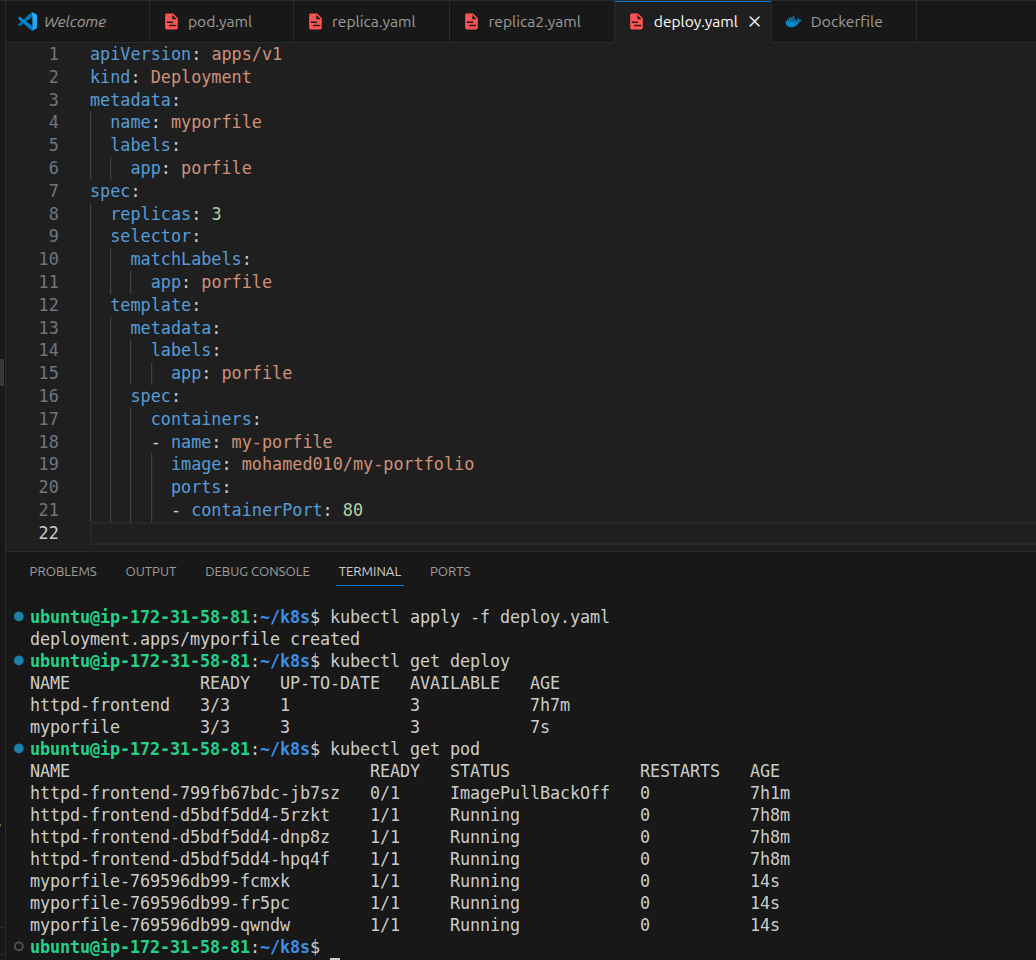 Welcome pod.yaml replica.yaml replica2.yaml deploy.yaml Dockerfile
1 apiVersion: apps/v1
2 kind: Deployment
3 metadata:
4   name: myporfile
5   labels:
6     app: porfile
7 spec:
8   replicas: 3
9   selector:
10     matchLabels:
11       app: porfile
12   template:
13     metadata:
14       labels:
15         app: porfile
16     spec:
17       containers:
18       - name: my-porfile
19         image: mohamed010/my-portfolio
20         ports:
21         - containerPort: 80
22
PROBLEMS OUTPUT DEBUG CONSOLE TERMINAL PORTS
ubuntu@ip-172-31-58-81:~/k8s$ kubectl apply -f deploy.yaml
deployment.apps/myporfile created
ubuntu@ip-172-31-58-81:~/k8s$ kubectl get deploy
NAME             READY   UP-TO-DATE   AVAILABLE   AGE
httpd-frontend   3/3     1            3           7h7m
myporfile        3/3     3            3           7s
ubuntu@ip-172-31-58-81:~/k8s$ kubectl get pod
NAME                              READY   STATUS             RESTARTS   AGE
httpd-frontend-799fb67bdc-jb7sz   0/1     ImagePullBackOff   0          7h1m
httpd-frontend-d5bdf5dd4-5rzkt    1/1     Running            0          7h8m
httpd-frontend-d5bdf5dd4-dnp8z    1/1     Running            0          7h8m
httpd-frontend-d5bdf5dd4-hpq4f    1/1     Running            0          7h8m
myporfile-769596db99-fcmxk        1/1     Running            0          14s
myporfile-769596db99-fr5pc        1/1     Running            0          14s
myporfile-769596db99-qwndw        1/1     Running            0          14s
ubuntu@ip-172-31-58-81:~/k8s$